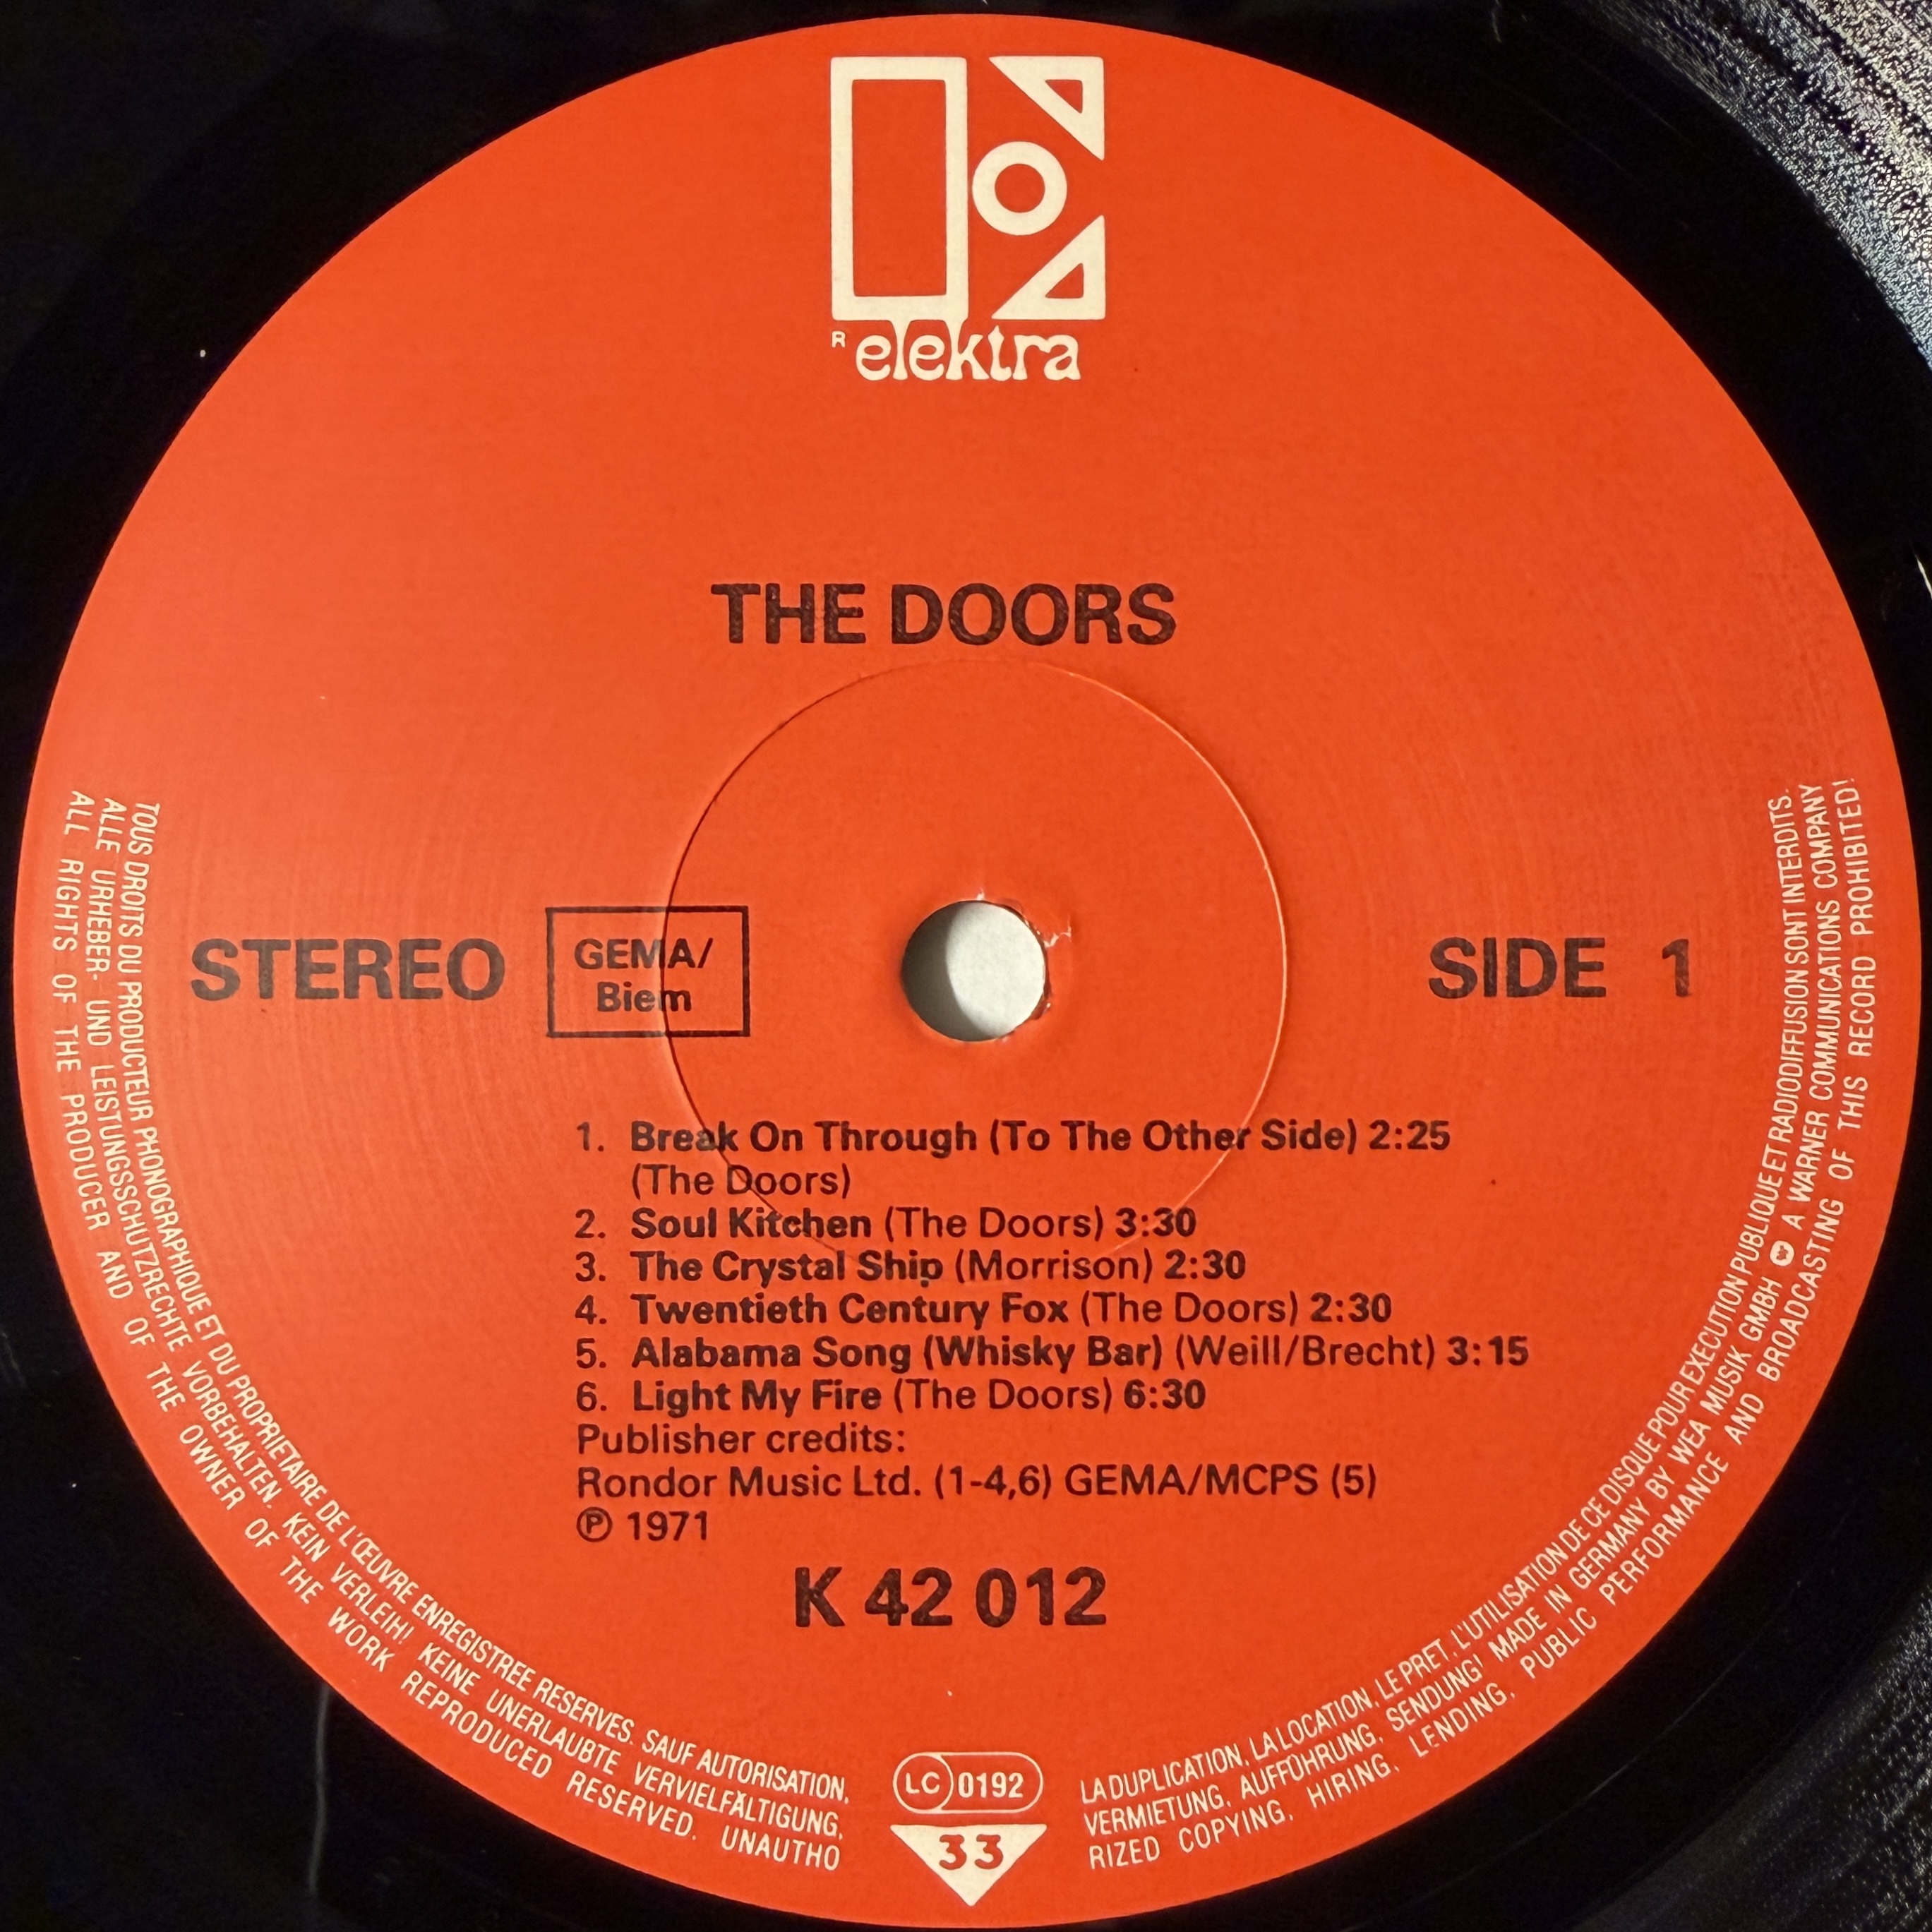 R elektra
THE DOORS
STEREO
GEMA/
Biem
SIDE 1
1. Break On Through (To The Other Side) 2:25
(The Doors)
2. Soul Kitchen (The Doors) 3:30
3. The Crystal Ship (Morrison) 2:30
4. Twentieth Century Fox (The Doors) 2:30
5. Alabama Song (Whisky Bar) (Weill/Brecht) 3:15
6. Light My Fire (The Doors) 6:30
Publisher credits:
Rondor Music Ltd. (1-4,6) GEMA/MCPS (5)
℗ 1971
K 42 012
TOUS DROITS DU PRODUCTEUR PHONOGRAPHIQUE ET DU PROPRIETAIRE DE L'ŒUVRE ENREGISTREE RESERVES. SAUF AUTORISATION, LA DUPLICATION, LA LOCATION, LE PRET, L'UTILISATION DE CE DISQUE POUR EXECUTION PUBLIQUE ET RADIODIFFUSION SONT INTERDITS.
ALLE URHEBER- UND LEISTUNGSSCHUTZRECHTE VORBEHALTEN. KEIN VERLEIH! KEINE UNERLAUBTE VERVIELFÄLTIGUNG, VERMIETUNG, AUFFÜHRUNG, SENDUNG! MADE IN GERMANY BY WEA MUSIK GMBH A WARNER COMMUNICATIONS COMPANY
ALL RIGHTS OF THE PRODUCER AND OF THE OWNER OF THE WORK REPRODUCED RESERVED. UNAUTHORIZED COPYING, HIRING, LENDING, PUBLIC PERFORMANCE AND BROADCASTING OF THIS RECORD PROHIBITED!
LC 0192
33